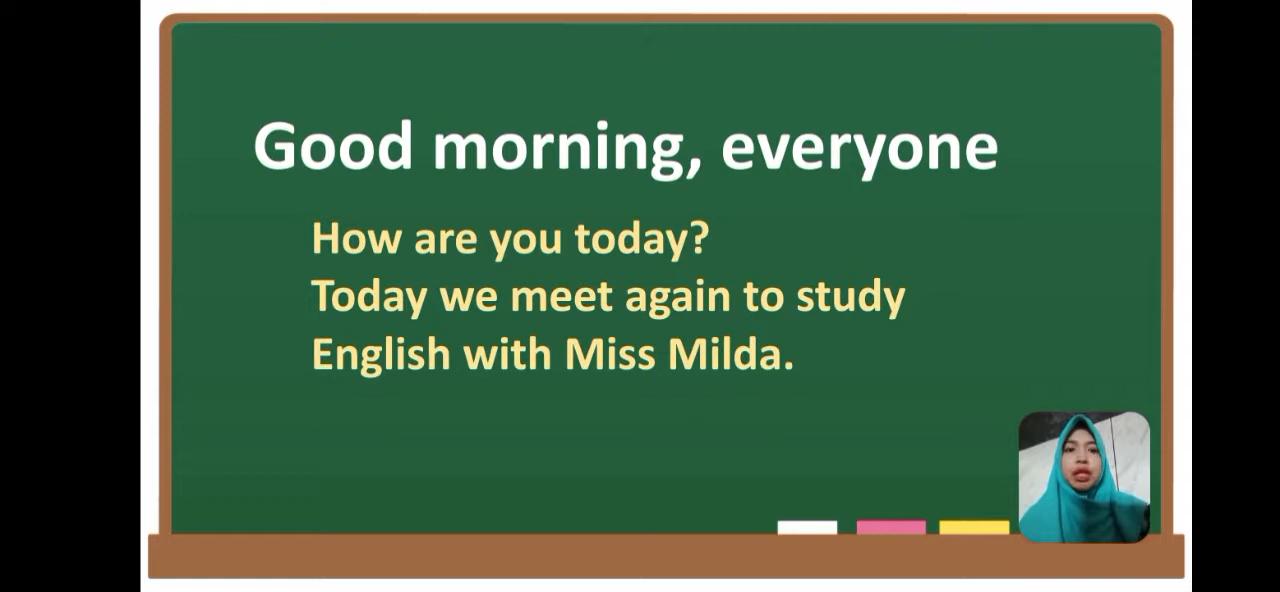 Good morning, everyone
How are you today?
Today we meet again to study
English with Miss Milda.